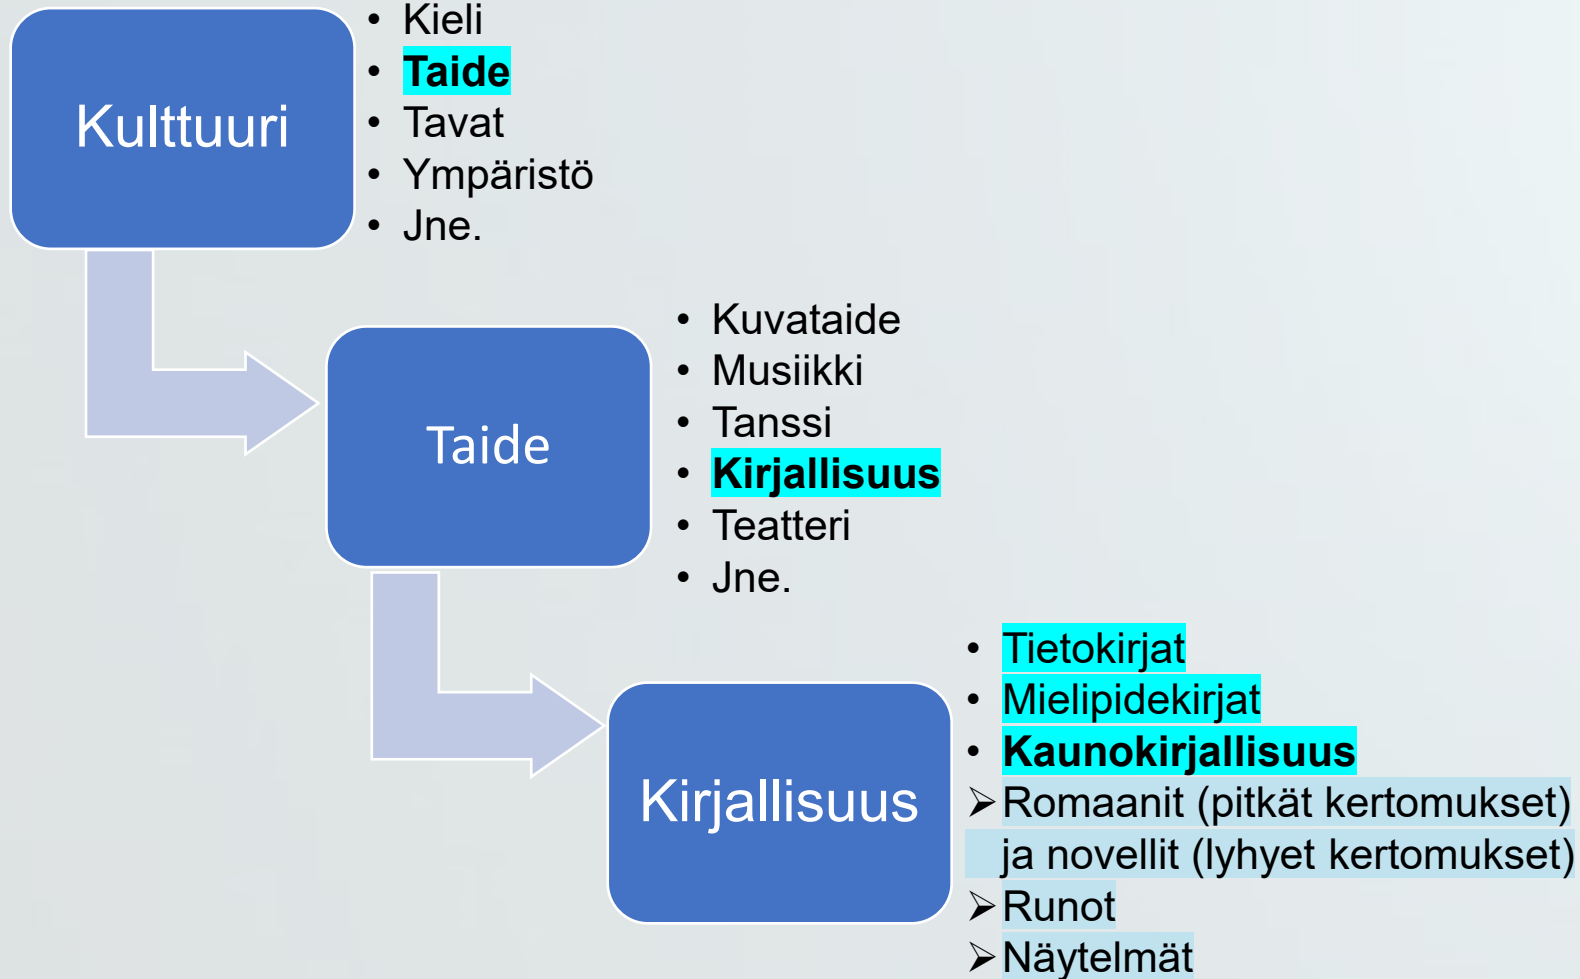 Kulttuuri
• Kieli
• Taide
• Tavat
• Ympäristö
• Jne.
Taide
• Kuvataide
• Musiikki
• Tanssi
• Kirjallisuus
• Teatteri
• Jne.
Kirjallisuus
• Tietokirjat
• Mielipidekirjat
• Kaunokirjallisuus
➢ Romaanit (pitkät kertomukset)
ja novellit (lyhyet kertomukset)
➢ Runot
➢ Näytelmät